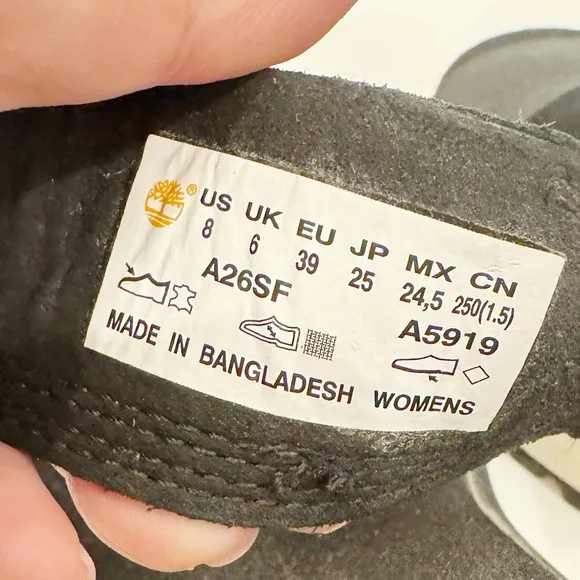 ® US UK EU JP MX CN
8 6 39 25 24,5 250(1.5)
A26SF A5919
MADE IN BANGLADESH WOMENS